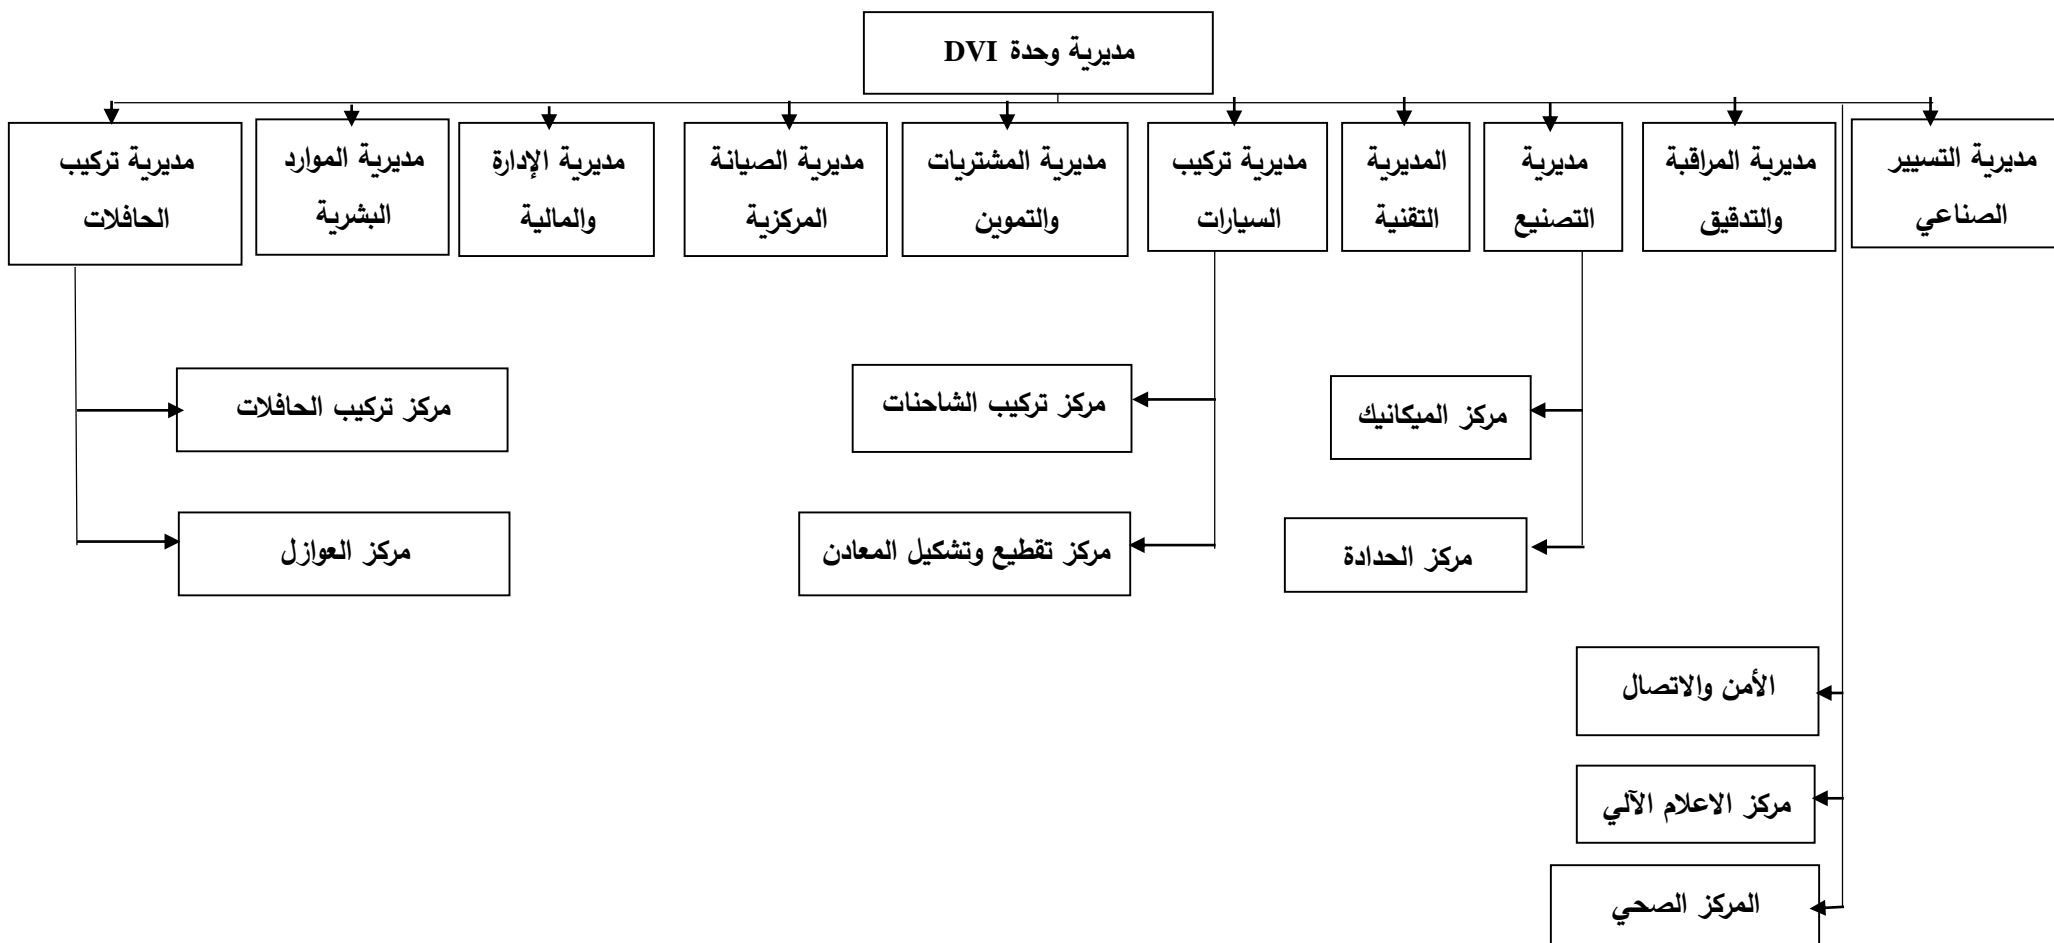 مديرية وحدة DVI
مديرية التسيير
الصناعي
مديرية المراقبة
والتدقيق
مديرية
التصنيع
المديرية
التقنية
مديرية تركيب
السيارات
مديرية المشتريات
والتموين
مديرية الصيانة
المركزية
مديرية الإدارة
والمالية
مديرية الموارد
البشرية
مديرية تركيب
الحافلات
مركز الميكانيك
مركز تركيب الشاحنات
مركز تركيب الحافلات
مركز الحدادة
مركز تقطيع وتشكيل المعادن
مركز العوازل
الأمن والاتصال
مركز الاعلام الآلي
المركز الصحي